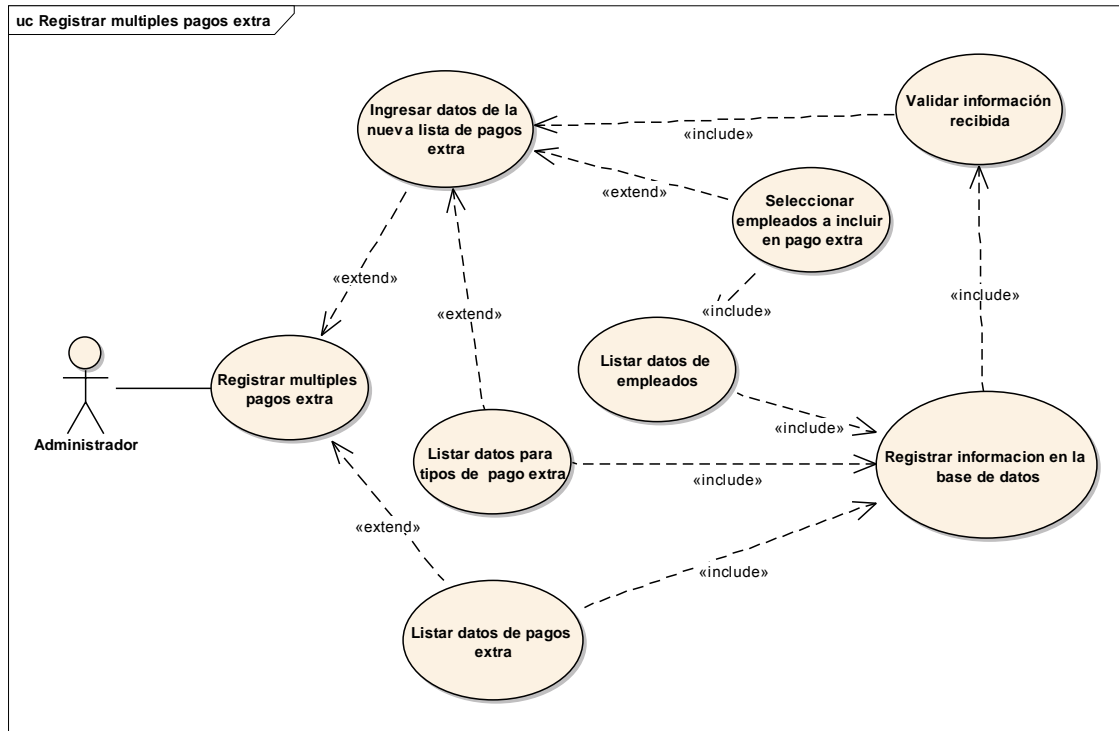 uc Registrar multiples pagos extra
Ingresar datos de la
nueva lista de pagos
extra
Validar información
recibida
«include»
«extend»
Seleccionar
empleados a incluir
en pago extra
«extend»
«include»
«include»
«extend»
Listar datos de
empleados
Registrar multiples
pagos extra
Administrador
«include»
Listar datos para
tipos de pago extra
Registrar informacion en la
base de datos
«include»
«extend»
«include»
Listar datos de pagos
extra